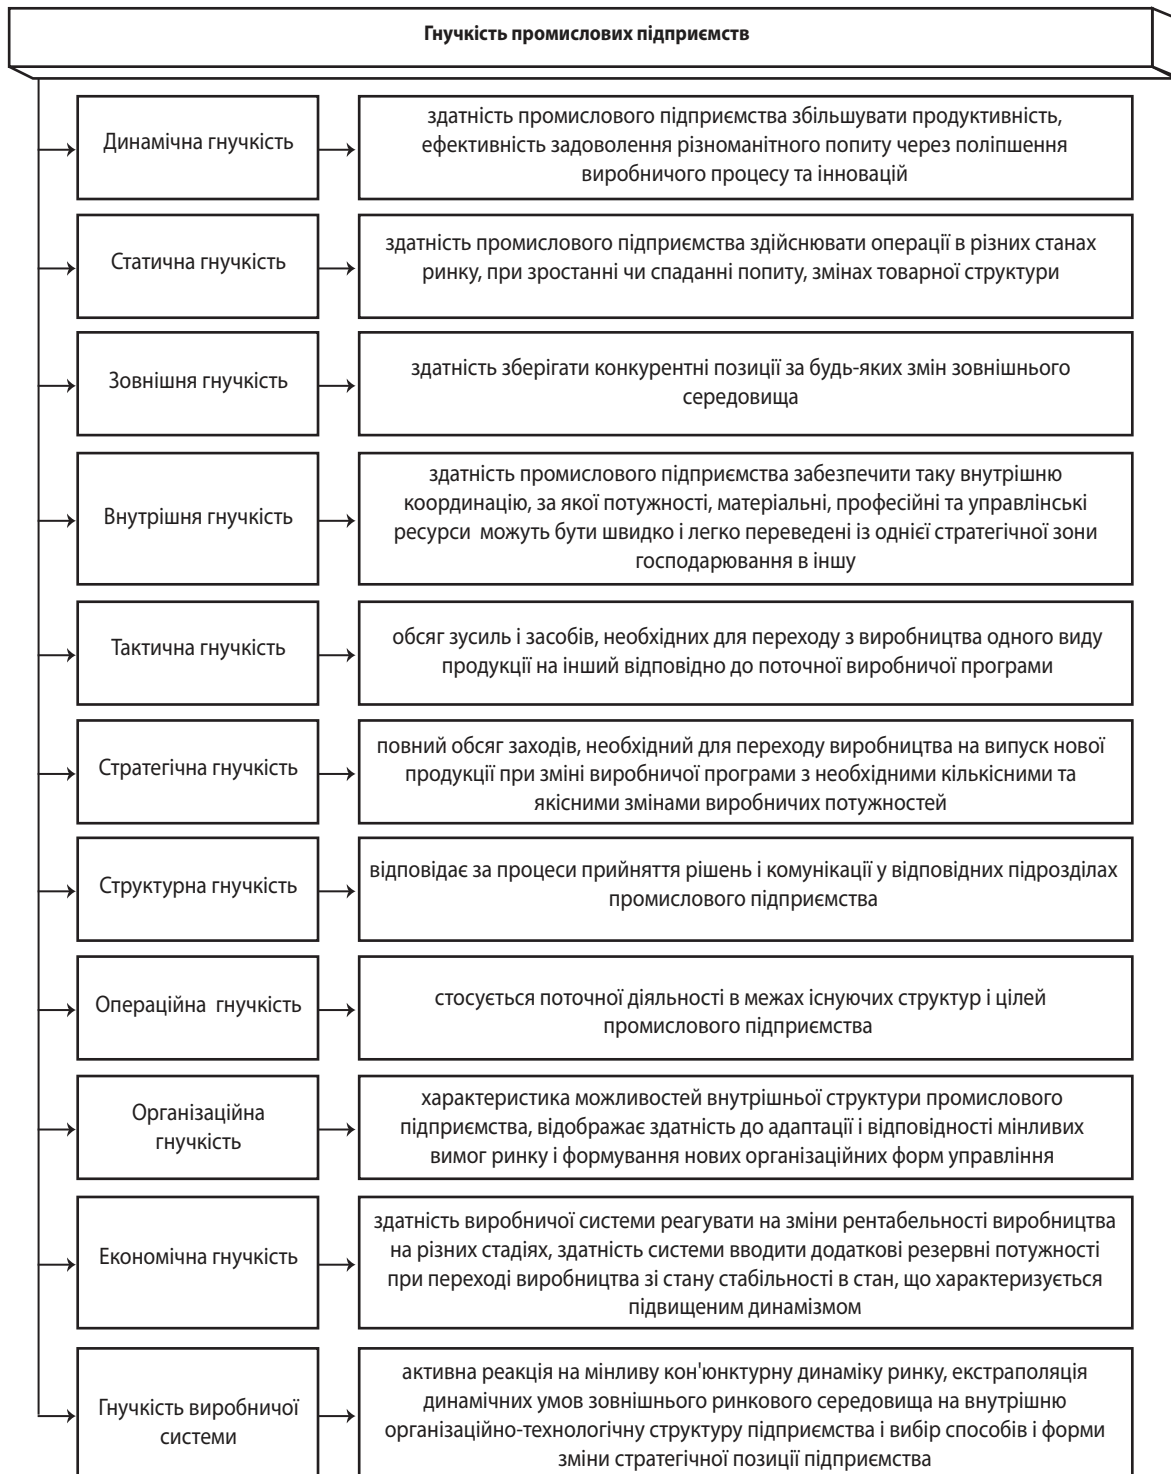 Гнучкість промислових підприємств
Динамічна гнучкість
здатність промислового підприємства збільшувати продуктивність,
ефективність задоволення різноманітного попиту через поліпшення
виробничого процесу та інновацій
Статична гнучкість
здатність промислового підприємства здійснювати операції в різних станах
ринку, при зростанні чи спаданні попиту, змінах товарної структури
Зовнішня гнучкість
здатність зберігати конкурентні позиції за будь-яких змін зовнішнього
середовища
Внутрішня гнучкість
здатність промислового підприємства забезпечити таку внутрішню
координацію, за якої потужності, матеріальні, професійні та управлінські
ресурси можуть бути швидко і легко переведені із однієї стратегічної зони
господарювання в іншу
Тактична гнучкість
обсяг зусиль і засобів, необхідних для переходу з виробництва одного виду
продукції на інший відповідно до поточної виробничої програми
Стратегічна гнучкість
повний обсяг заходів, необхідний для переходу виробництва на випуск нової
продукції при зміні виробничої програми з необхідними кількісними та
якісними змінами виробничих потужностей
Структурна гнучкість
відповідає за процеси прийняття рішень і комунікації у відповідних підрозділах
промислового підприємства
Операційна гнучкість
стосується поточної діяльності в межах існуючих структур і цілей
промислового підприємства
Організаційна
гнучкість
характеристика можливостей внутрішньої структури промислового
підприємства, відображає здатність до адаптації і відповідності мінливих
вимог ринку і формування нових організаційних форм управління
Економічна гнучкість
здатність виробничої системи реагувати на зміни рентабельності виробництва
на різних стадіях, здатність системи вводити додаткові резервні потужності
при переході виробництва зі стану стабільності в стан, що характеризується
підвищеним динамізмом
Гнучкість виробничої
системи
активна реакція на мінливу кон'юнктурну динаміку ринку, екстраполяція
динамічних умов зовнішнього ринкового середовища на внутрішню
організаційно-технологічну структуру підприємства і вибір способів і форми
зміни стратегічної позиції підприємства